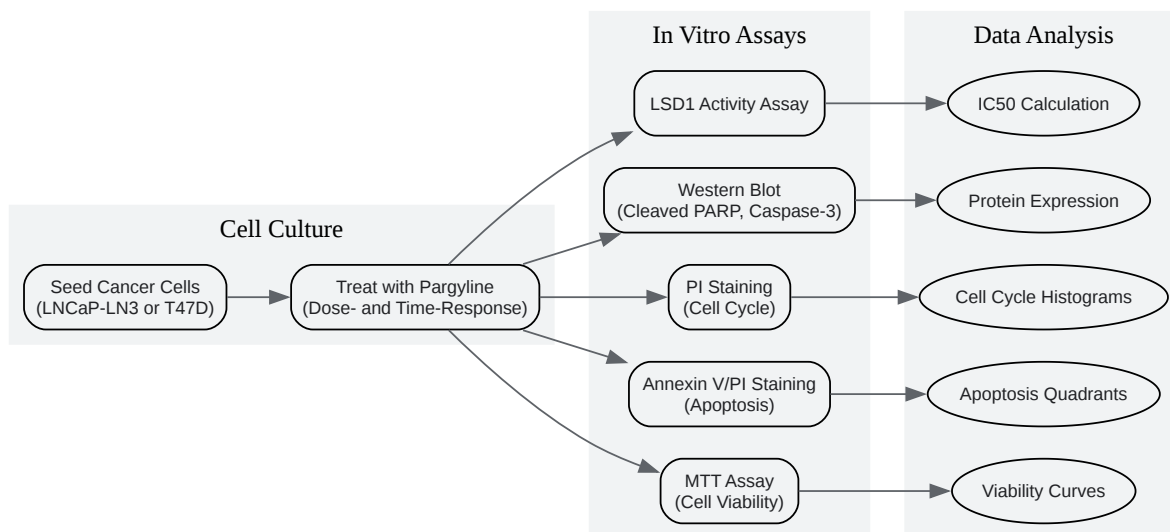 Cell Culture
Seed Cancer Cells
(LNCaP-LN3 or T47D)
Treat with Pargyline
(Dose- and Time-Response)
In Vitro Assays
LSD1 Activity Assay
Western Blot
(Cleaved PARP, Caspase-3)
PI Staining
(Cell Cycle)
Annexin V/PI Staining
(Apoptosis)
MTT Assay
(Cell Viability)
Data Analysis
IC50 Calculation
Protein Expression
Cell Cycle Histograms
Apoptosis Quadrants
Viability Curves